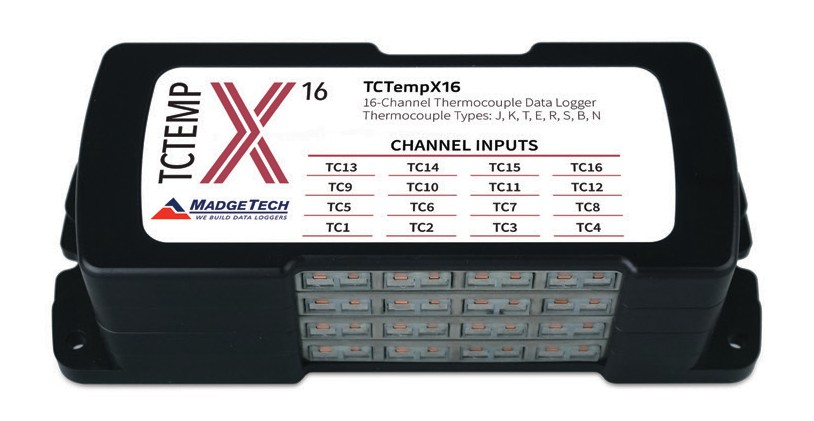 TCTEMP X 16
TCTempX16
16-Channel Thermocouple Data Logger
Thermocouple Types: J, K, T, E, R, S, B, N
CHANNEL INPUTS
TC13 TC14 TC15 TC16
TC9 TC10 TC11 TC12
TC5 TC6 TC7 TC8
TC1 TC2 TC3 TC4
MADGETECH
WE BUILD DATA LOGGERS